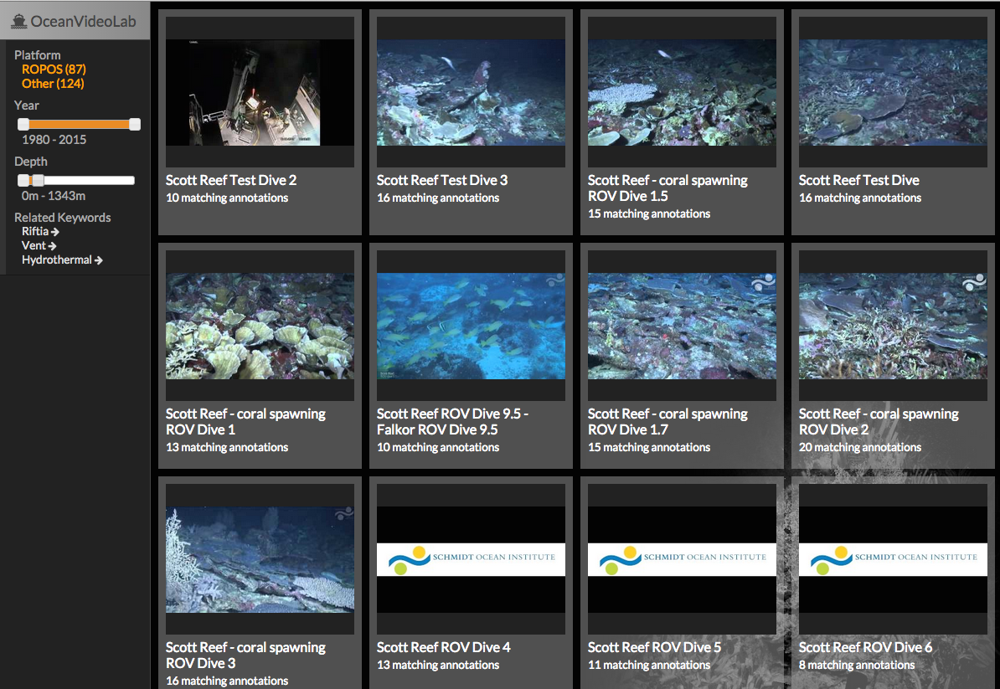 OceanVideoLab
Platform
ROPOS (87)
Other (124)
Year
1980 - 2015
Depth
0m - 1343m
Related Keywords
Riftia
Vent
Hydrothermal
Scott Reef Test Dive 2
10 matching annotations
Scott Reef Test Dive 3
16 matching annotations
Scott Reef - coral spawning
ROV Dive 1.5
15 matching annotations
Scott Reef Test Dive
16 matching annotations
Scott Reef - coral spawning
ROV Dive 1
13 matching annotations
Scott Reef ROV Dive 9.5 -
Falkor ROV Dive 9.5
10 matching annotations
Scott Reef - coral spawning
ROV Dive 1.7
15 matching annotations
Scott Reef - coral spawning
ROV Dive 2
20 matching annotations
Scott Reef - coral spawning
ROV Dive 3
16 matching annotations
SCHMIDT OCEAN INSTITUTE
Scott Reef ROV Dive 4
13 matching annotations
SCHMIDT OCEAN INSTITUTE
Scott Reef ROV Dive 5
11 matching annotations
SCHMIDT OCEAN INSTITUTE
Scott Reef ROV Dive 6
8 matching annotations